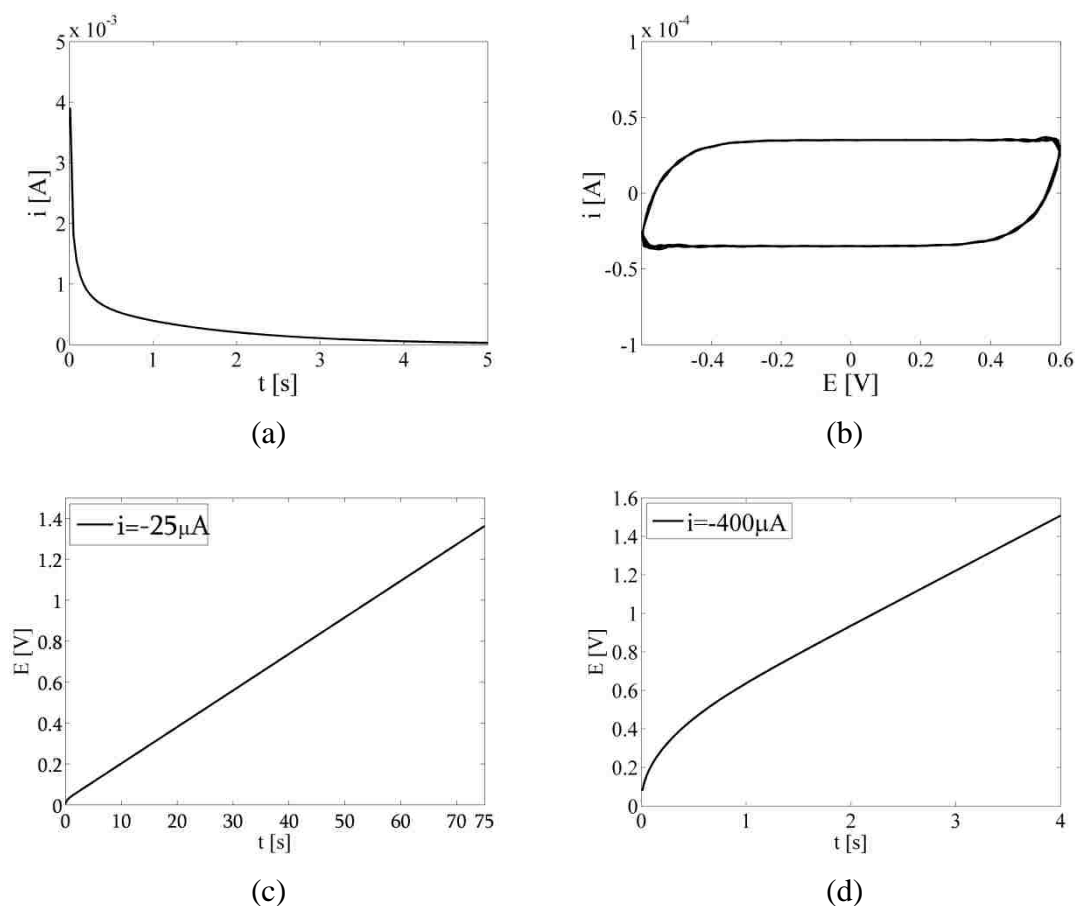 x 10⁻³
5
4
3
2
1
0
i [A]
0 1 2 3 4 5
t [s]
(a)
x 10⁻⁴
1
0.5
0
-0.5
-1
i [A]
-0.4 -0.2 0 0.2 0.4 0.6
E [V]
(b)
i=-25μA
1.4
1.2
1
0.8
0.6
0.4
0.2
0
E [V]
0 10 20 30 40 50 60 70 75
t [s]
(c)
i=-400μA
1.6
1.4
1.2
1
0.8
0.6
0.4
0.2
0
E [V]
0 1 2 3 4
t [s]
(d)